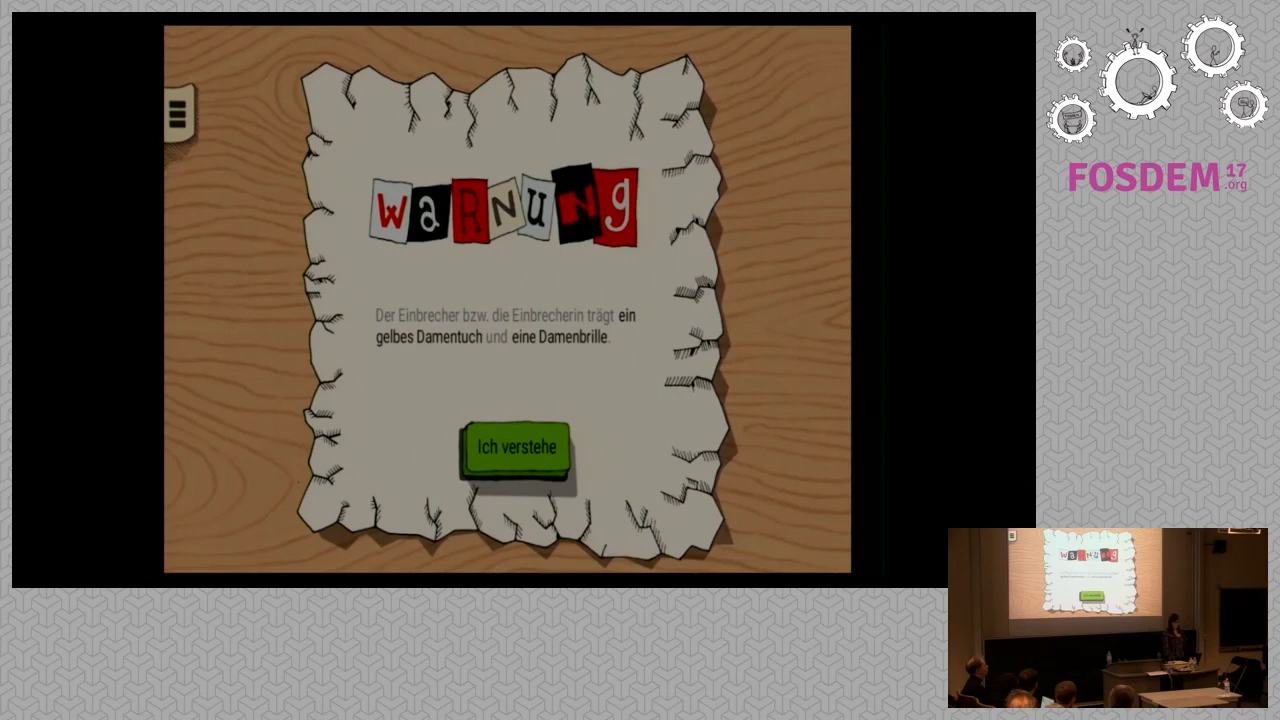 WaRNuNg
Der Einbrecher bzw. die Einbrecherin trägt ein
gelbes Damentuch und eine Damenbrille.
Ich verstehe
FOSDEM 17
.org